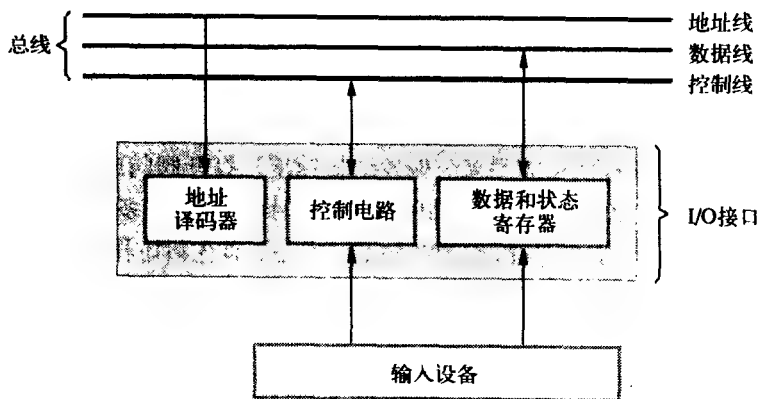 总线
地址线
数据线
控制线
地址
译码器
控制电路
数据和状态
寄存器
I/O接口
输入设备